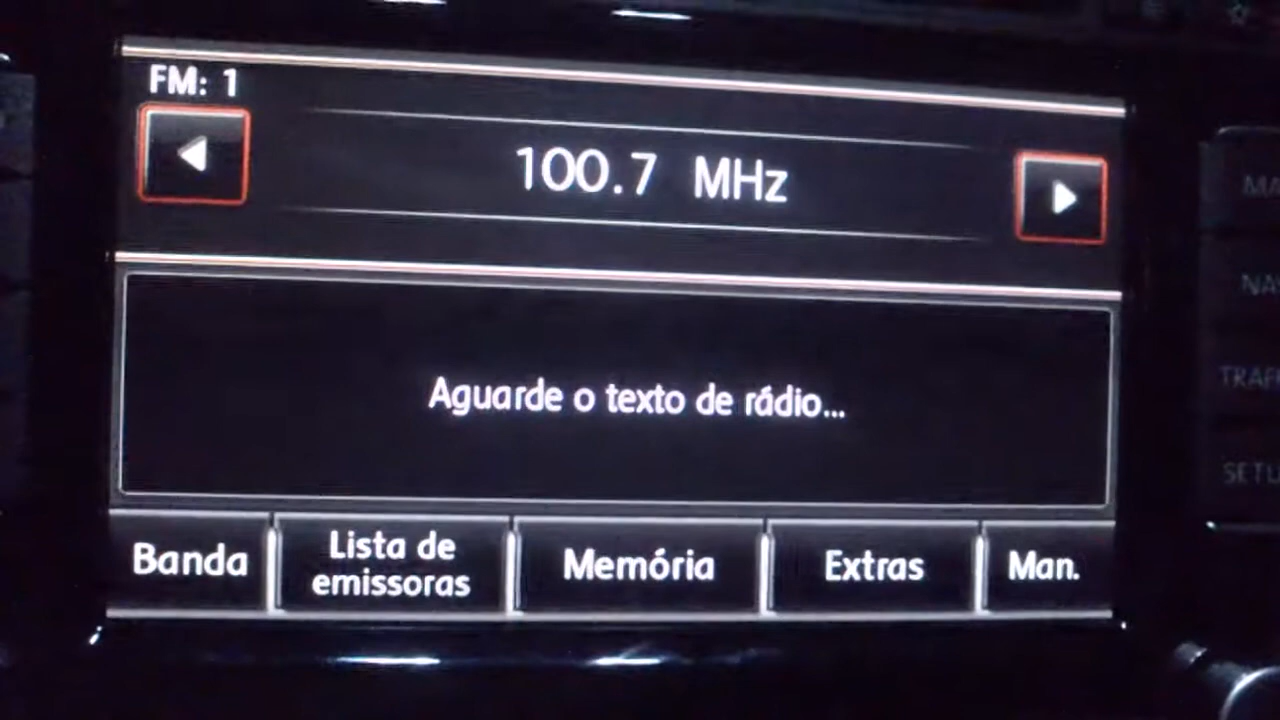 FM: 1
100.7 MHz
Aguarde o texto de rádio...
Banda
Lista de
emissoras
Memória
Extras
Man.